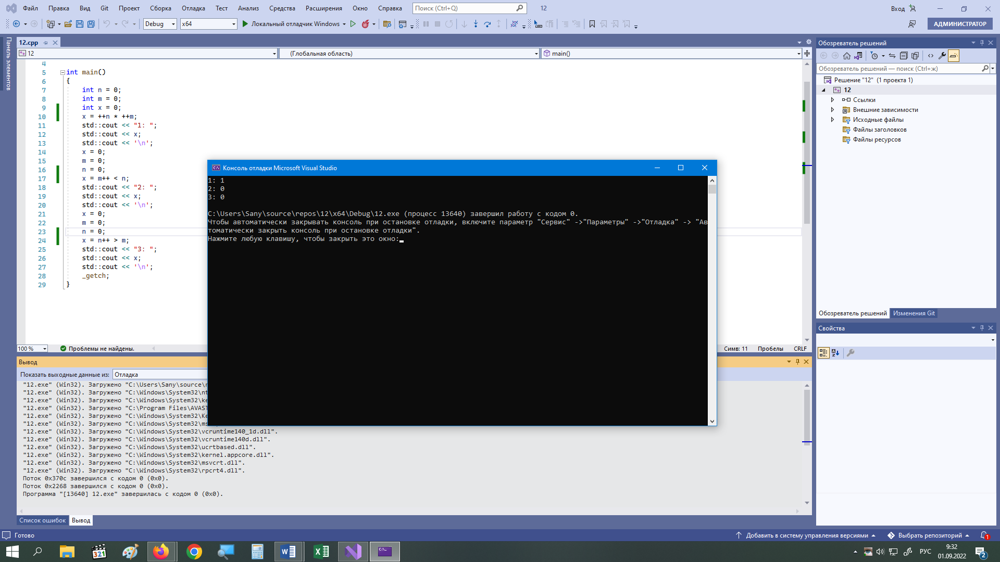 Файл Правка Вид Git Проект Сборка Отладка Тест Анализ Средства Расширения Окно Справка Поиск (Ctrl+Q) 12 Вход
Debug x64 Локальный отладчик Windows АДМИНИСТРАТОР
Панель элементов
12.cpp
12 (Глобальная область) main()
4
5 int main()
6 {
7 int n = 0;
8 int m = 0;
9 int x = 0;
10 x = ++n * ++m;
11 std::cout << "1: ";
12 std::cout << x;
13 std::cout << '\n';
14 x = 0;
15 m = 0;
16 n = 0;
17 x = m++ < n;
18 std::cout << "2: ";
19 std::cout << x;
20 std::cout << '\n';
21 x = 0;
22 m = 0;
23 n = 0;
24 x = n++ > m;
25 std::cout << "3: ";
26 std::cout << x;
27 std::cout << '\n';
28 _getch;
29 }
100 % Проблемы не найдены. Симв: 11 Пробелы CRLF
Консоль отладки Microsoft Visual Studio
1: 1
2: 0
3: 0
C:\Users\Sany\source\repos\12\x64\Debug\12.exe (процесс 13640) завершил работу с кодом 0.
Чтобы автоматически закрывать консоль при остановке отладки, включите параметр "Сервис" ->"Параметры" ->"Отладка" -> "Ав
томатически закрыть консоль при остановке отладки".
Нажмите любую клавишу, чтобы закрыть это окно:
Вывод
Показать выходные данные из: Отладка
"12.exe" (Win32). Загружено "C:\Users\Sany\source\
"12.exe" (Win32). Загружено "C:\Windows\System32\nt
"12.exe" (Win32). Загружено "C:\Windows\System32\ke
"12.exe" (Win32). Загружено "C:\Program Files\AVAST
"12.exe" (Win32). Загружено "C:\Windows\System32\Ke
"12.exe" (Win32). Загружено "C:\Windows\System32\ms
"12.exe" (Win32). Загружено "C:\Windows\System32\vcruntime140_1d.dll".
"12.exe" (Win32). Загружено "C:\Windows\System32\vcruntime140d.dll".
"12.exe" (Win32). Загружено "C:\Windows\System32\ucrtbased.dll".
"12.exe" (Win32). Загружено "C:\Windows\System32\kernel.appcore.dll".
"12.exe" (Win32). Загружено "C:\Windows\System32\msvcrt.dll".
"12.exe" (Win32). Загружено "C:\Windows\System32\rpcrt4.dll".
Поток 0x370c завершился с кодом 0 (0x0).
Поток 0x2268 завершился с кодом 0 (0x0).
Программа "[13640] 12.exe" завершилась с кодом 0 (0x0).
Список ошибок Вывод
Обозреватель решений
Обозреватель решений — поиск (Ctrl+ж)
Решение "12" (1 проекта 1)
12
Ссылки
Внешние зависимости
Исходные файлы
Файлы заголовков
Файлы ресурсов
Обозреватель решений Изменения Git
Свойства
Готово Добавить в систему управления версиями Выбрать репозиторий 1
321 РУС 9:32
01.09.2022 2